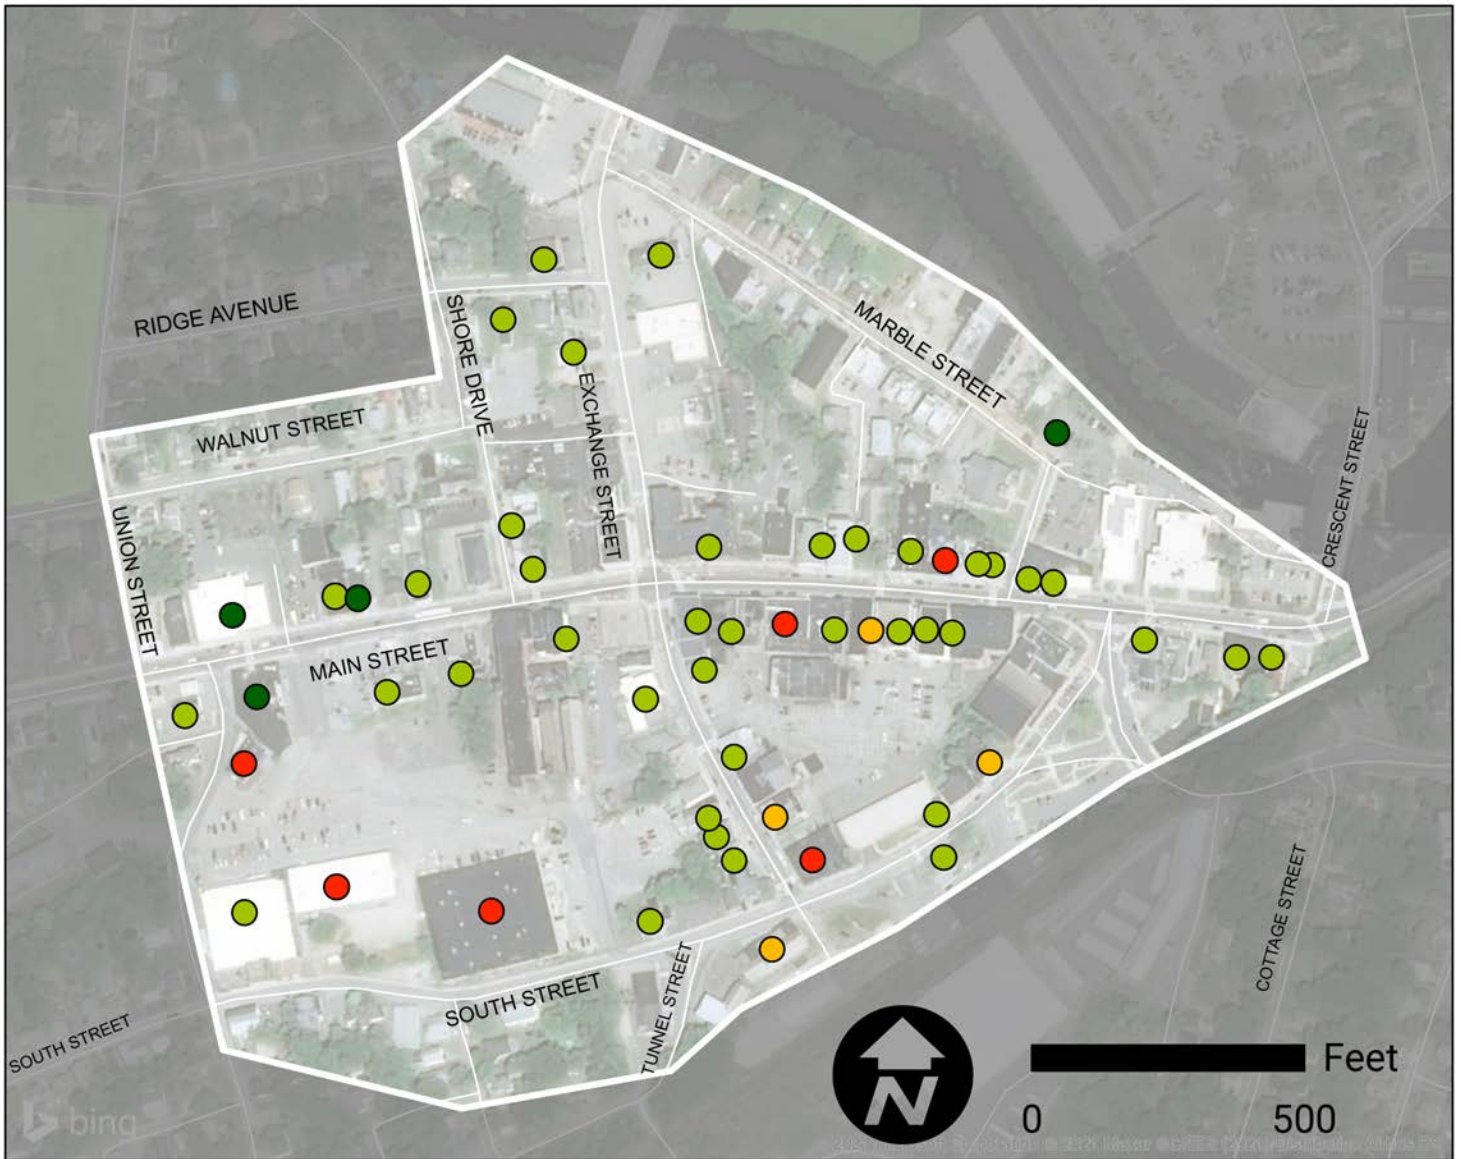 RIDGE AVENUE
SHORE DRIVE
MARBLE STREET
EXCHANGE STREET
WALNUT STREET
CRESCENT STREET
UNION STREET
MAIN STREET
COTTAGE STREET
SOUTH STREET
TUNNEL STREET
SOUTH STREET
N
Feet
0 500
bing